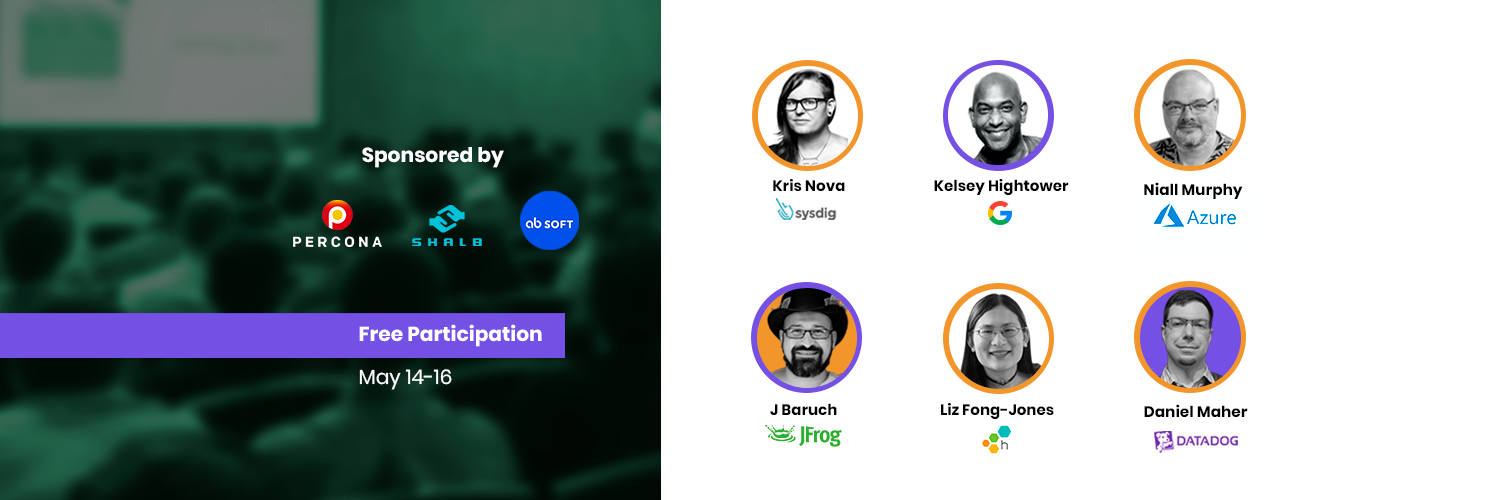 Sponsored by
PERCONA
SHALB
ab SOFT
Free Participation
May 14-16
Kris Nova
Kelsey Hightower
Niall Murphy
sysdig
G
Azure
J Baruch
Liz Fong-Jones
Daniel Maher
JFrog
h
DATADOG